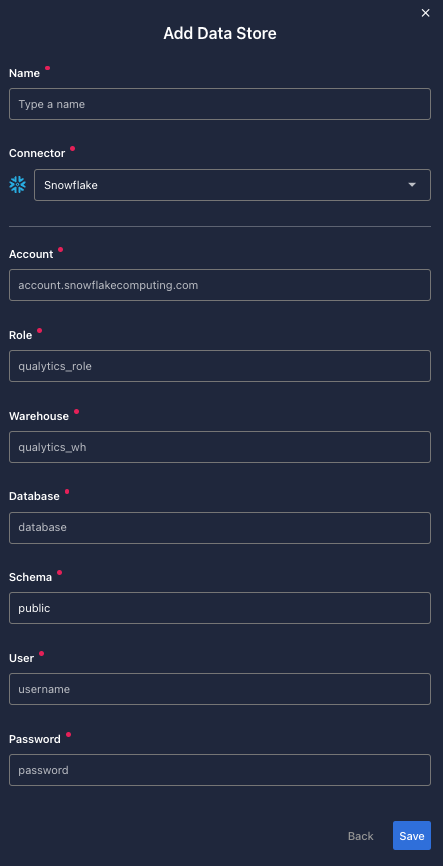 Add Data Store
Name
Type a name
Connector
Snowflake
Account
account.snowflakecomputing.com
Role
qualytics_role
Warehouse
qualytics_wh
Database
database
Schema
public
User
username
Password
password
Back Save